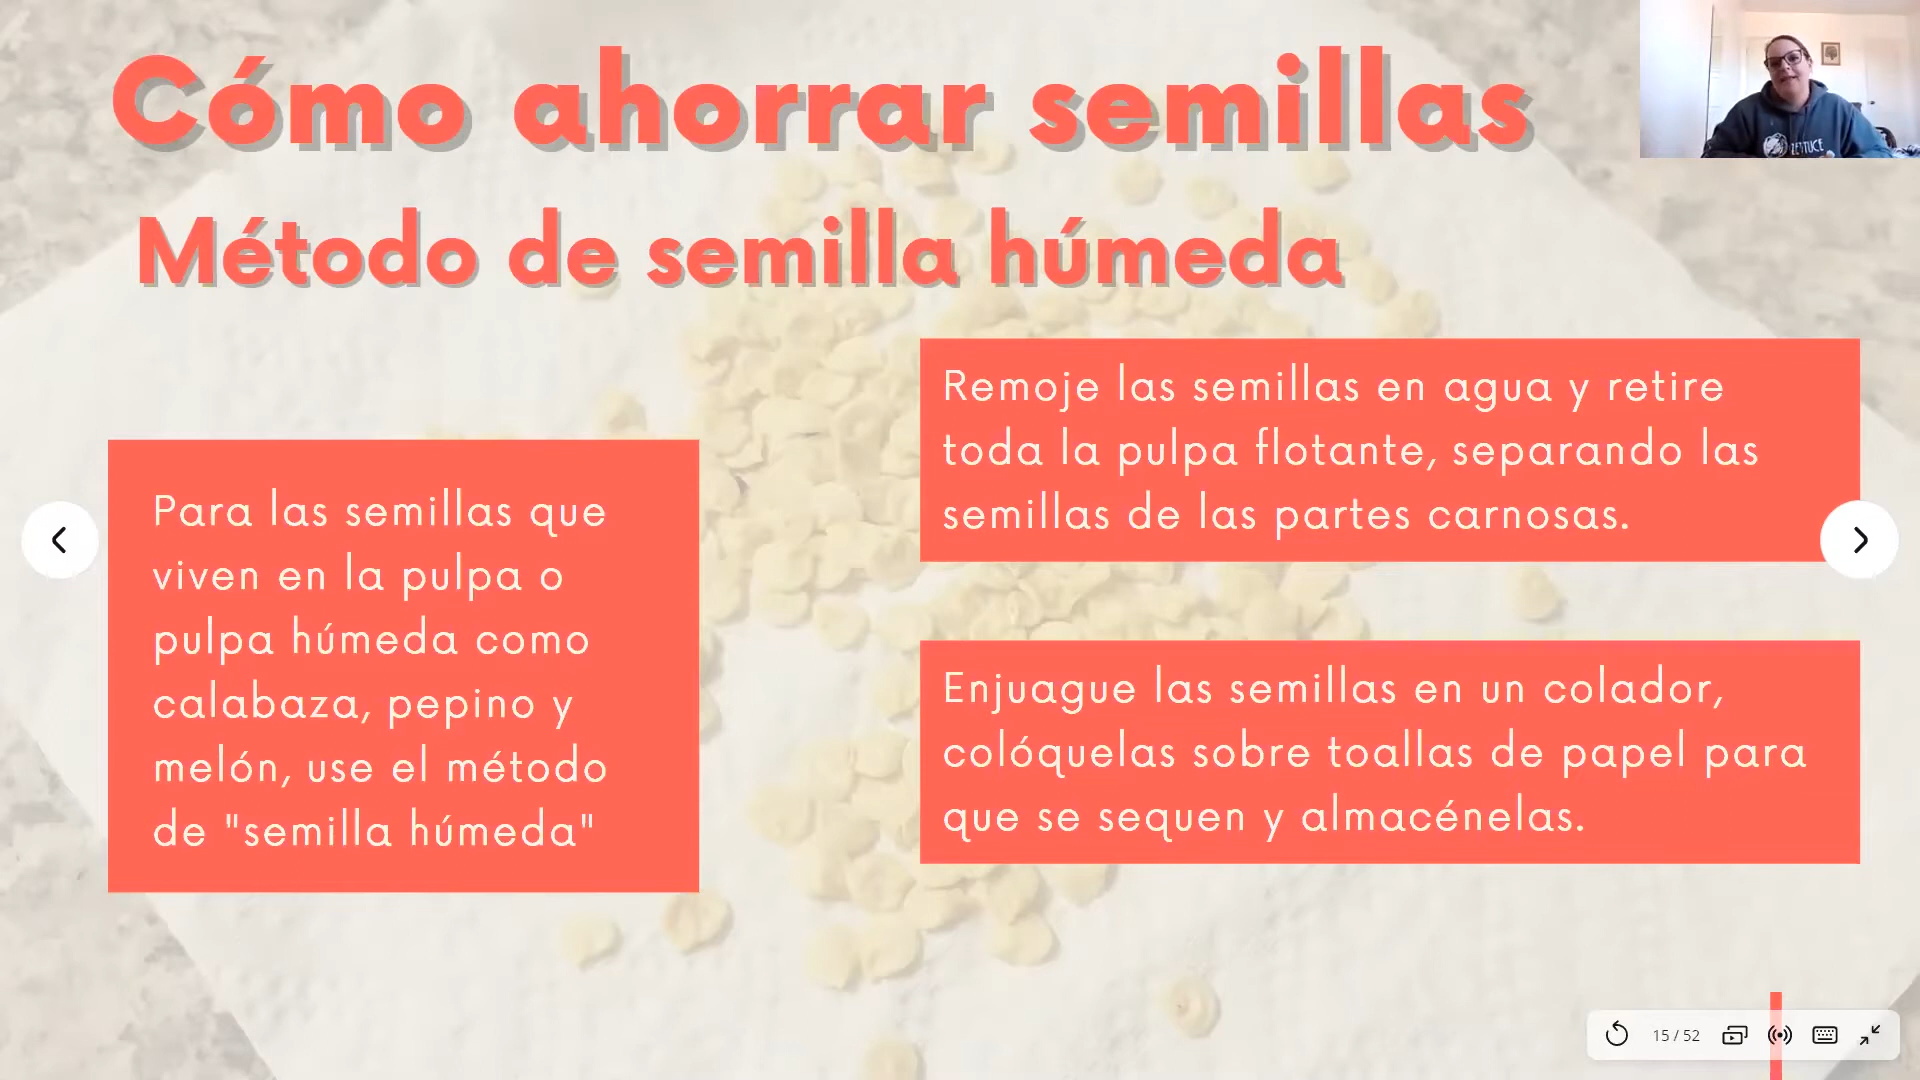 Cómo ahorrar semillas
Método de semilla húmeda
Para las semillas que
viven en la pulpa o
pulpa húmeda como
calabaza, pepino y
melón, use el método
de "semilla húmeda"
Remoje las semillas en agua y retire
toda la pulpa flotante, separando las
semillas de las partes carnosas.
Enjuague las semillas en un colador,
colóquelas sobre toallas de papel para
que se sequen y almacénelas.
LETTUCE
15 / 52